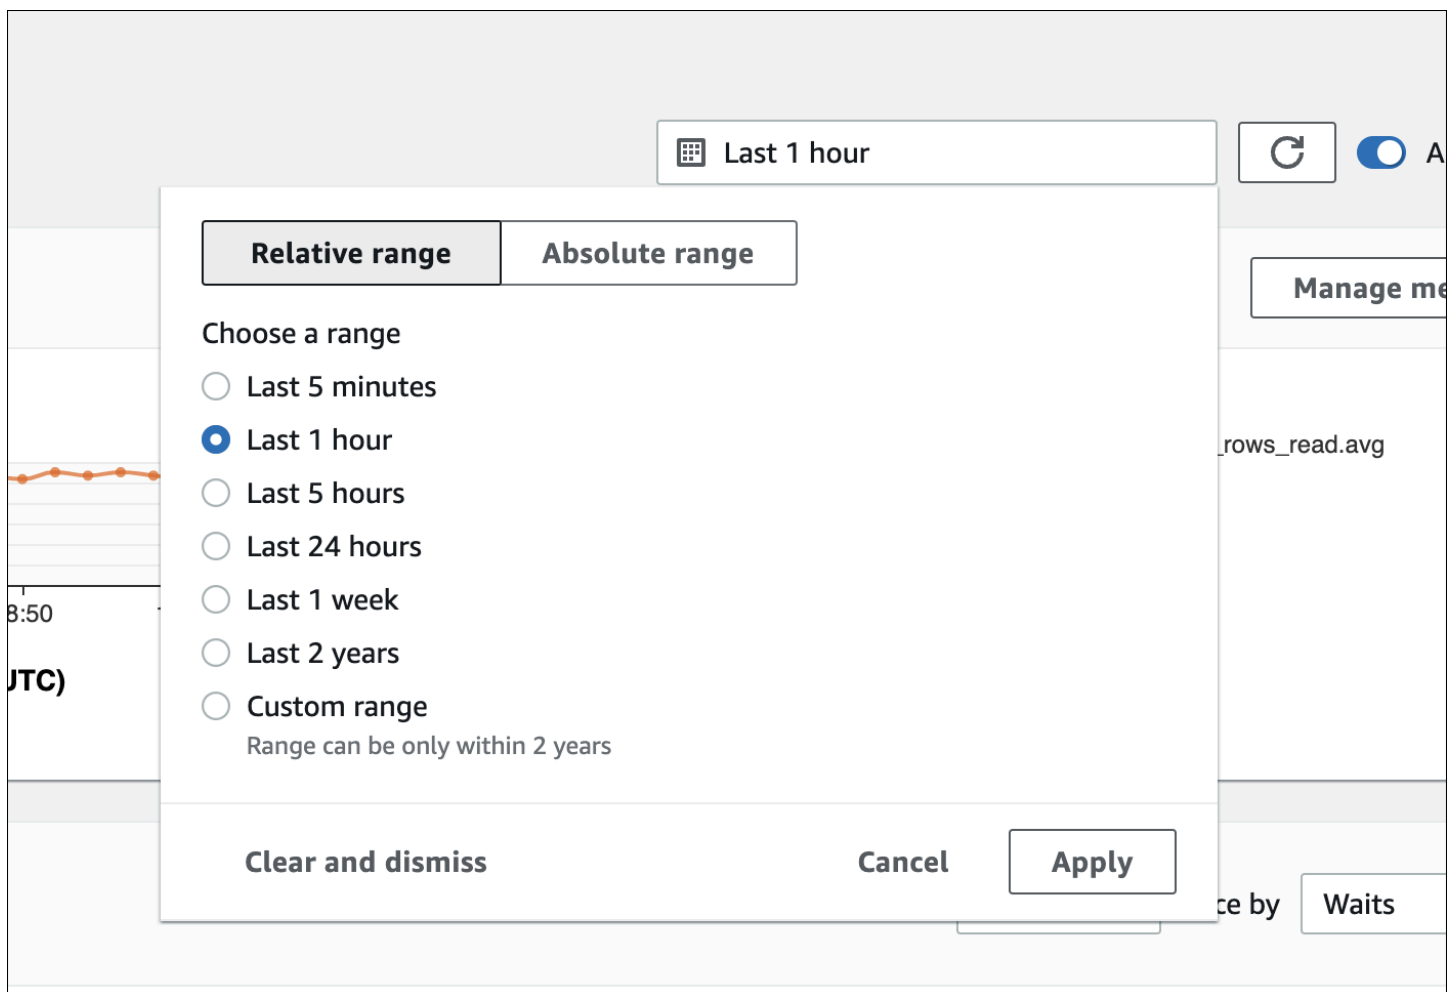 Last 1 hour
A
Relative range
Absolute range
Manage me
Choose a range
Last 5 minutes
Last 1 hour
_rows_read.avg
Last 5 hours
Last 24 hours
Last 1 week
8:50
Last 2 years
UTC)
Custom range
Range can be only within 2 years
Clear and dismiss
Cancel
Apply
ce by
Waits